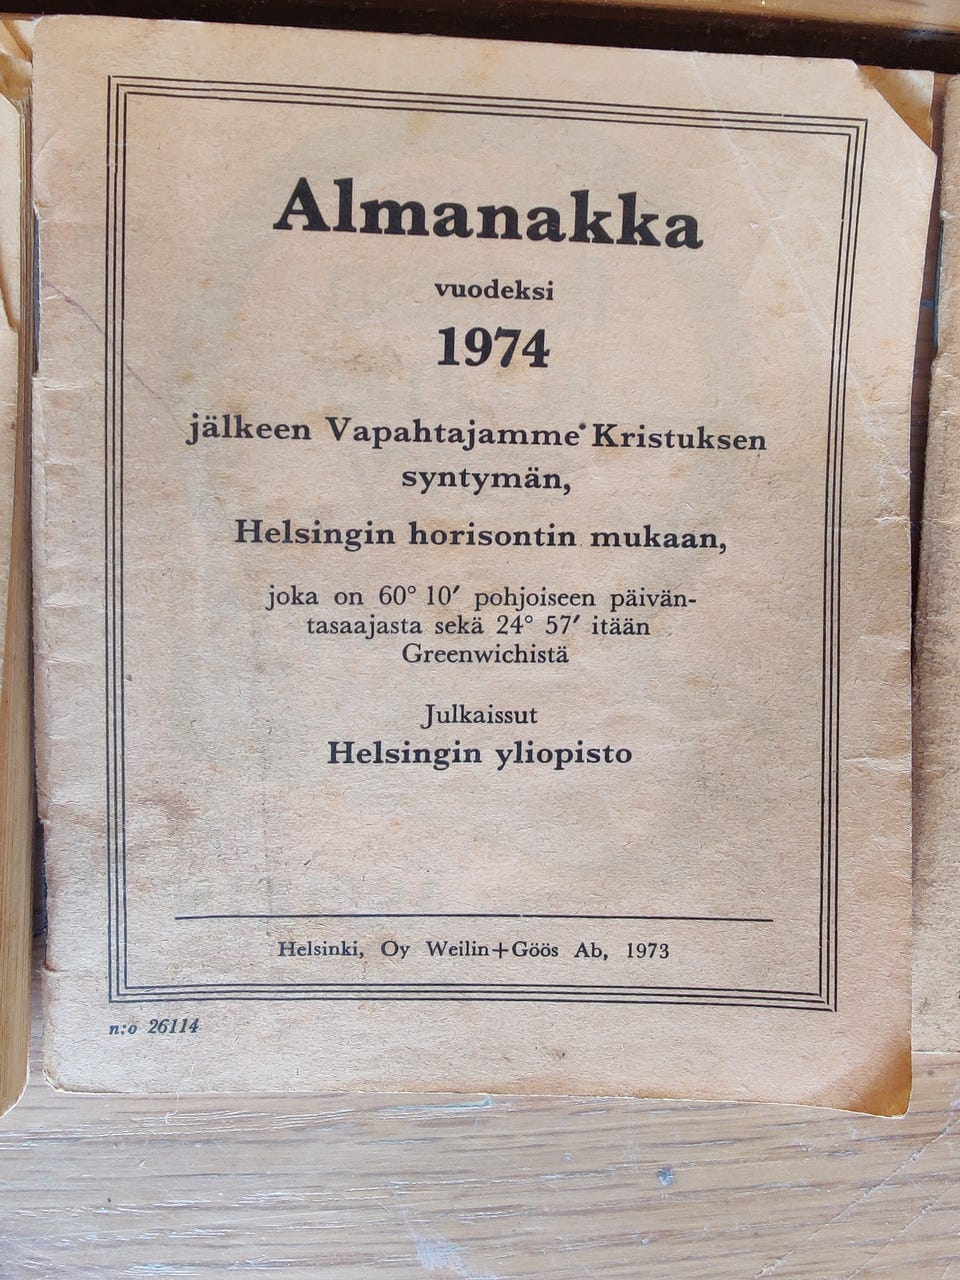 Almanakka
vuodeksi
1974
jälkeen Vapahtajamme Kristuksen
syntymän,
Helsingin horisontin mukaan,
joka on 60° 10′ pohjoiseen päivän-
tasaajasta sekä 24° 57′ itään
Greenwichistä
Julkaissut
Helsingin yliopisto
Helsinki, Oy Weilin+Göös Ab, 1973
n:o 26114